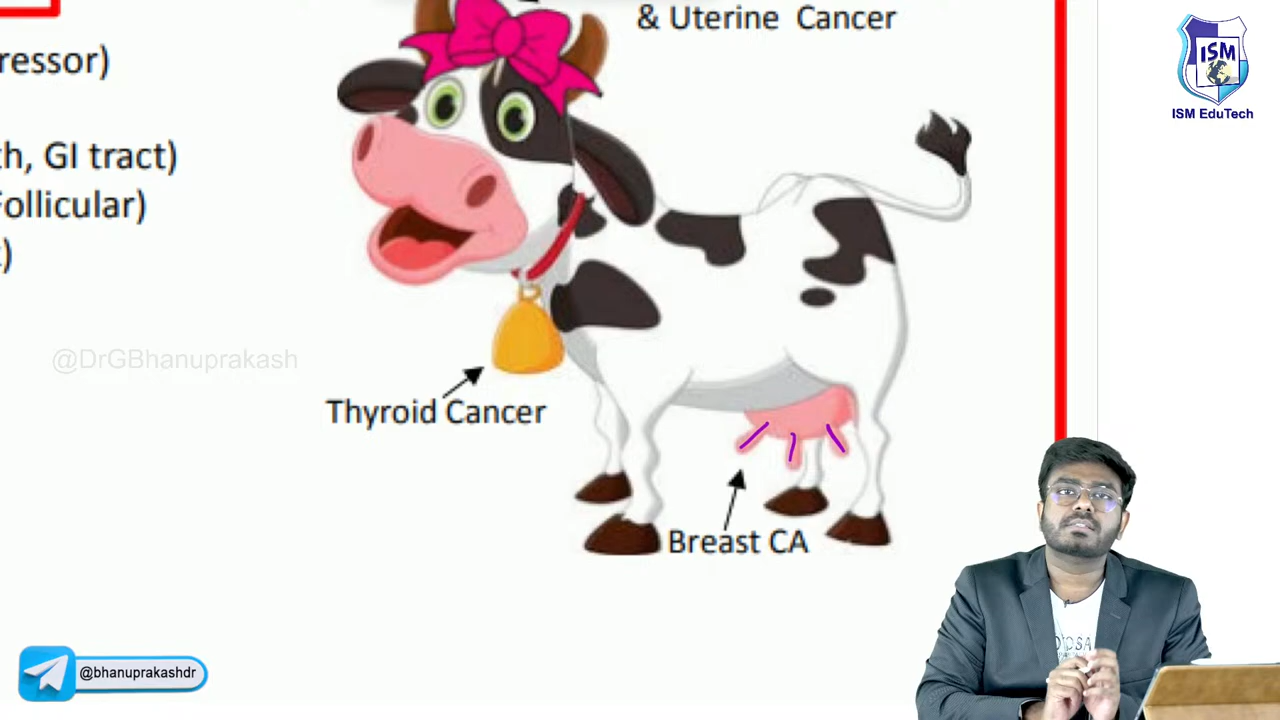 & Uterine Cancer
ressor)
h, GI tract)
Follicular)
)
@DrGBhanuprakash
Thyroid Cancer
Breast CA
ISM
ISM EduTech
@bhanuprakashdr